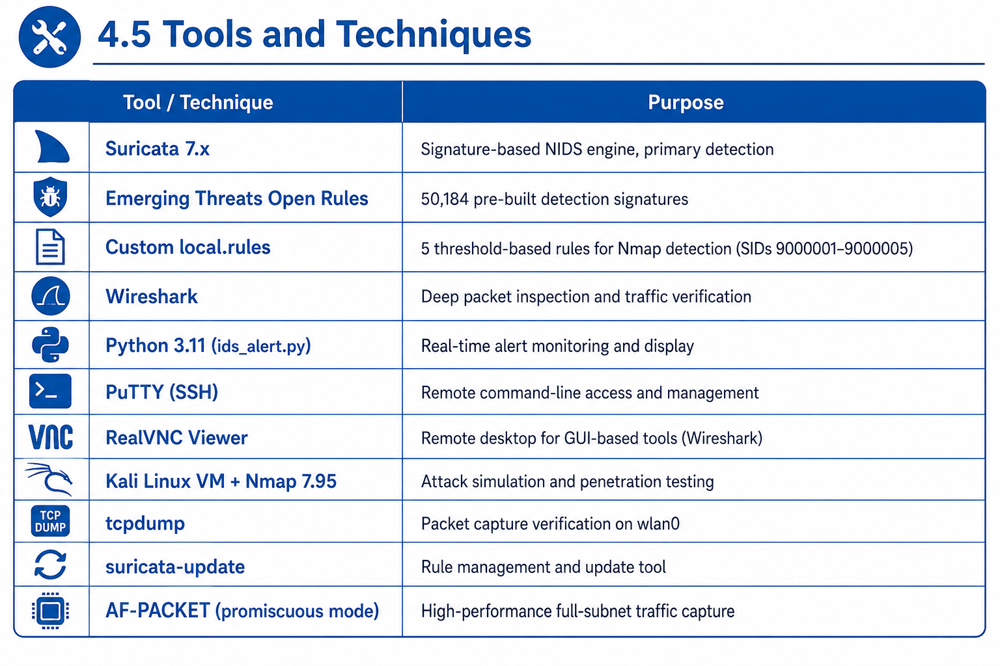 4.5 Tools and Techniques
Tool / Technique
Purpose
Suricata 7.x
Signature-based NIDS engine, primary detection
Emerging Threats Open Rules
50,184 pre-built detection signatures
Custom local.rules
5 threshold-based rules for Nmap detection (SIDs 9000001–9000005)
Wireshark
Deep packet inspection and traffic verification
Python 3.11 (ids_alert.py)
Real-time alert monitoring and display
>_
PuTTY (SSH)
Remote command-line access and management
VNC
RealVNC Viewer
Remote desktop for GUI-based tools (Wireshark)
Kali Linux VM + Nmap 7.95
Attack simulation and penetration testing
TCP
DUMP
tcpdump
Packet capture verification on wlan0
suricata-update
Rule management and update tool
AF-PACKET (promiscuous mode)
High-performance full-subnet traffic capture